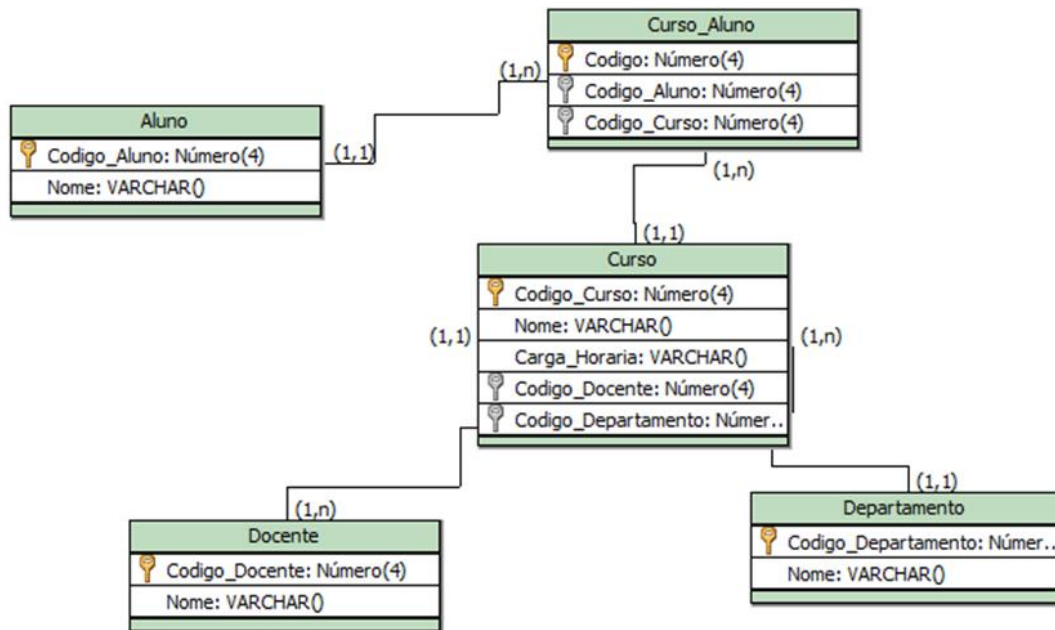 Curso_Aluno
Codigo: Número(4)
Codigo_Aluno: Número(4)
Codigo_Curso: Número(4)
(1,n)
Aluno
Codigo_Aluno: Número(4)
Nome: VARCHAR()
(1,1)
(1,n)
(1,1)
Curso
Codigo_Curso: Número(4)
Nome: VARCHAR()
Carga_Horaria: VARCHAR()
Codigo_Docente: Número(4)
Codigo_Departamento: Númer..
(1,1)
(1,n)
(1,n)
Docente
Codigo_Docente: Número(4)
Nome: VARCHAR()
(1,1)
Departamento
Codigo_Departamento: Númer..
Nome: VARCHAR()